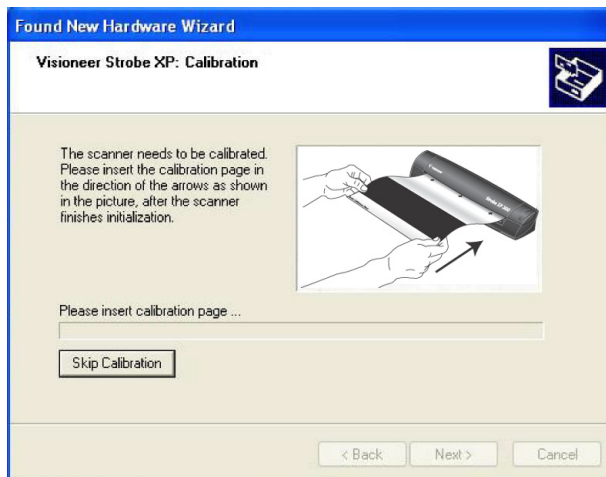 Found New Hardware Wizard
Visioneer Strobe XP: Calibration
The scanner needs to be calibrated.
Please insert the calibration page in
the direction of the arrows as shown
in the picture, after the scanner
finishes initialization.
Please insert calibration page ...
Skip Calibration
< Back
Next >
Cancel